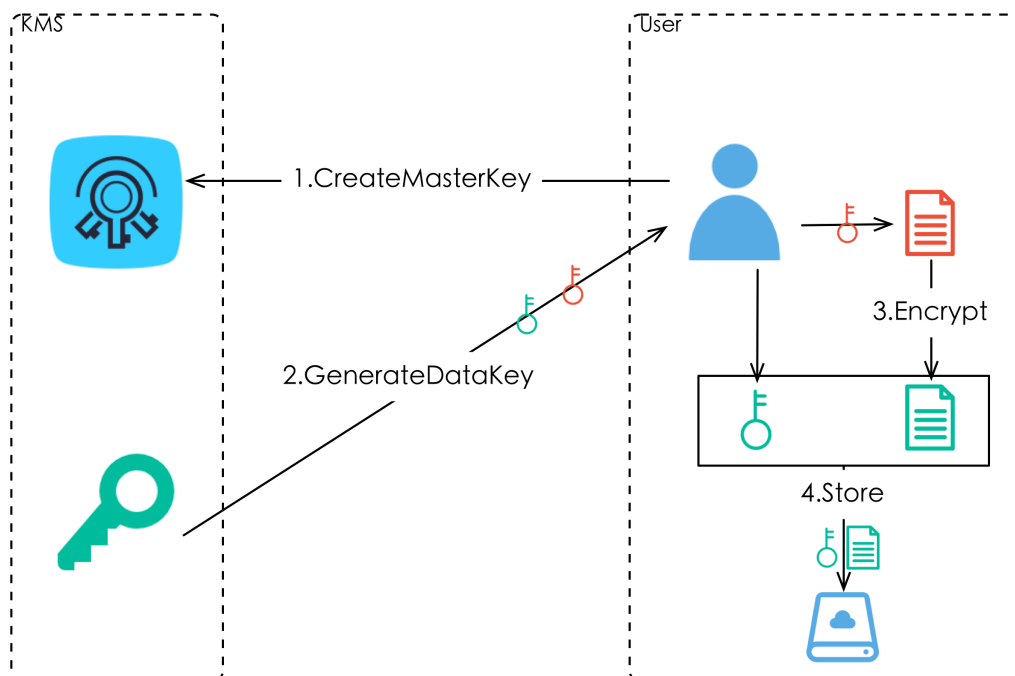 KMS
User
1.CreateMasterKey
3.Encrypt
2.GenerateDataKey
4.Store